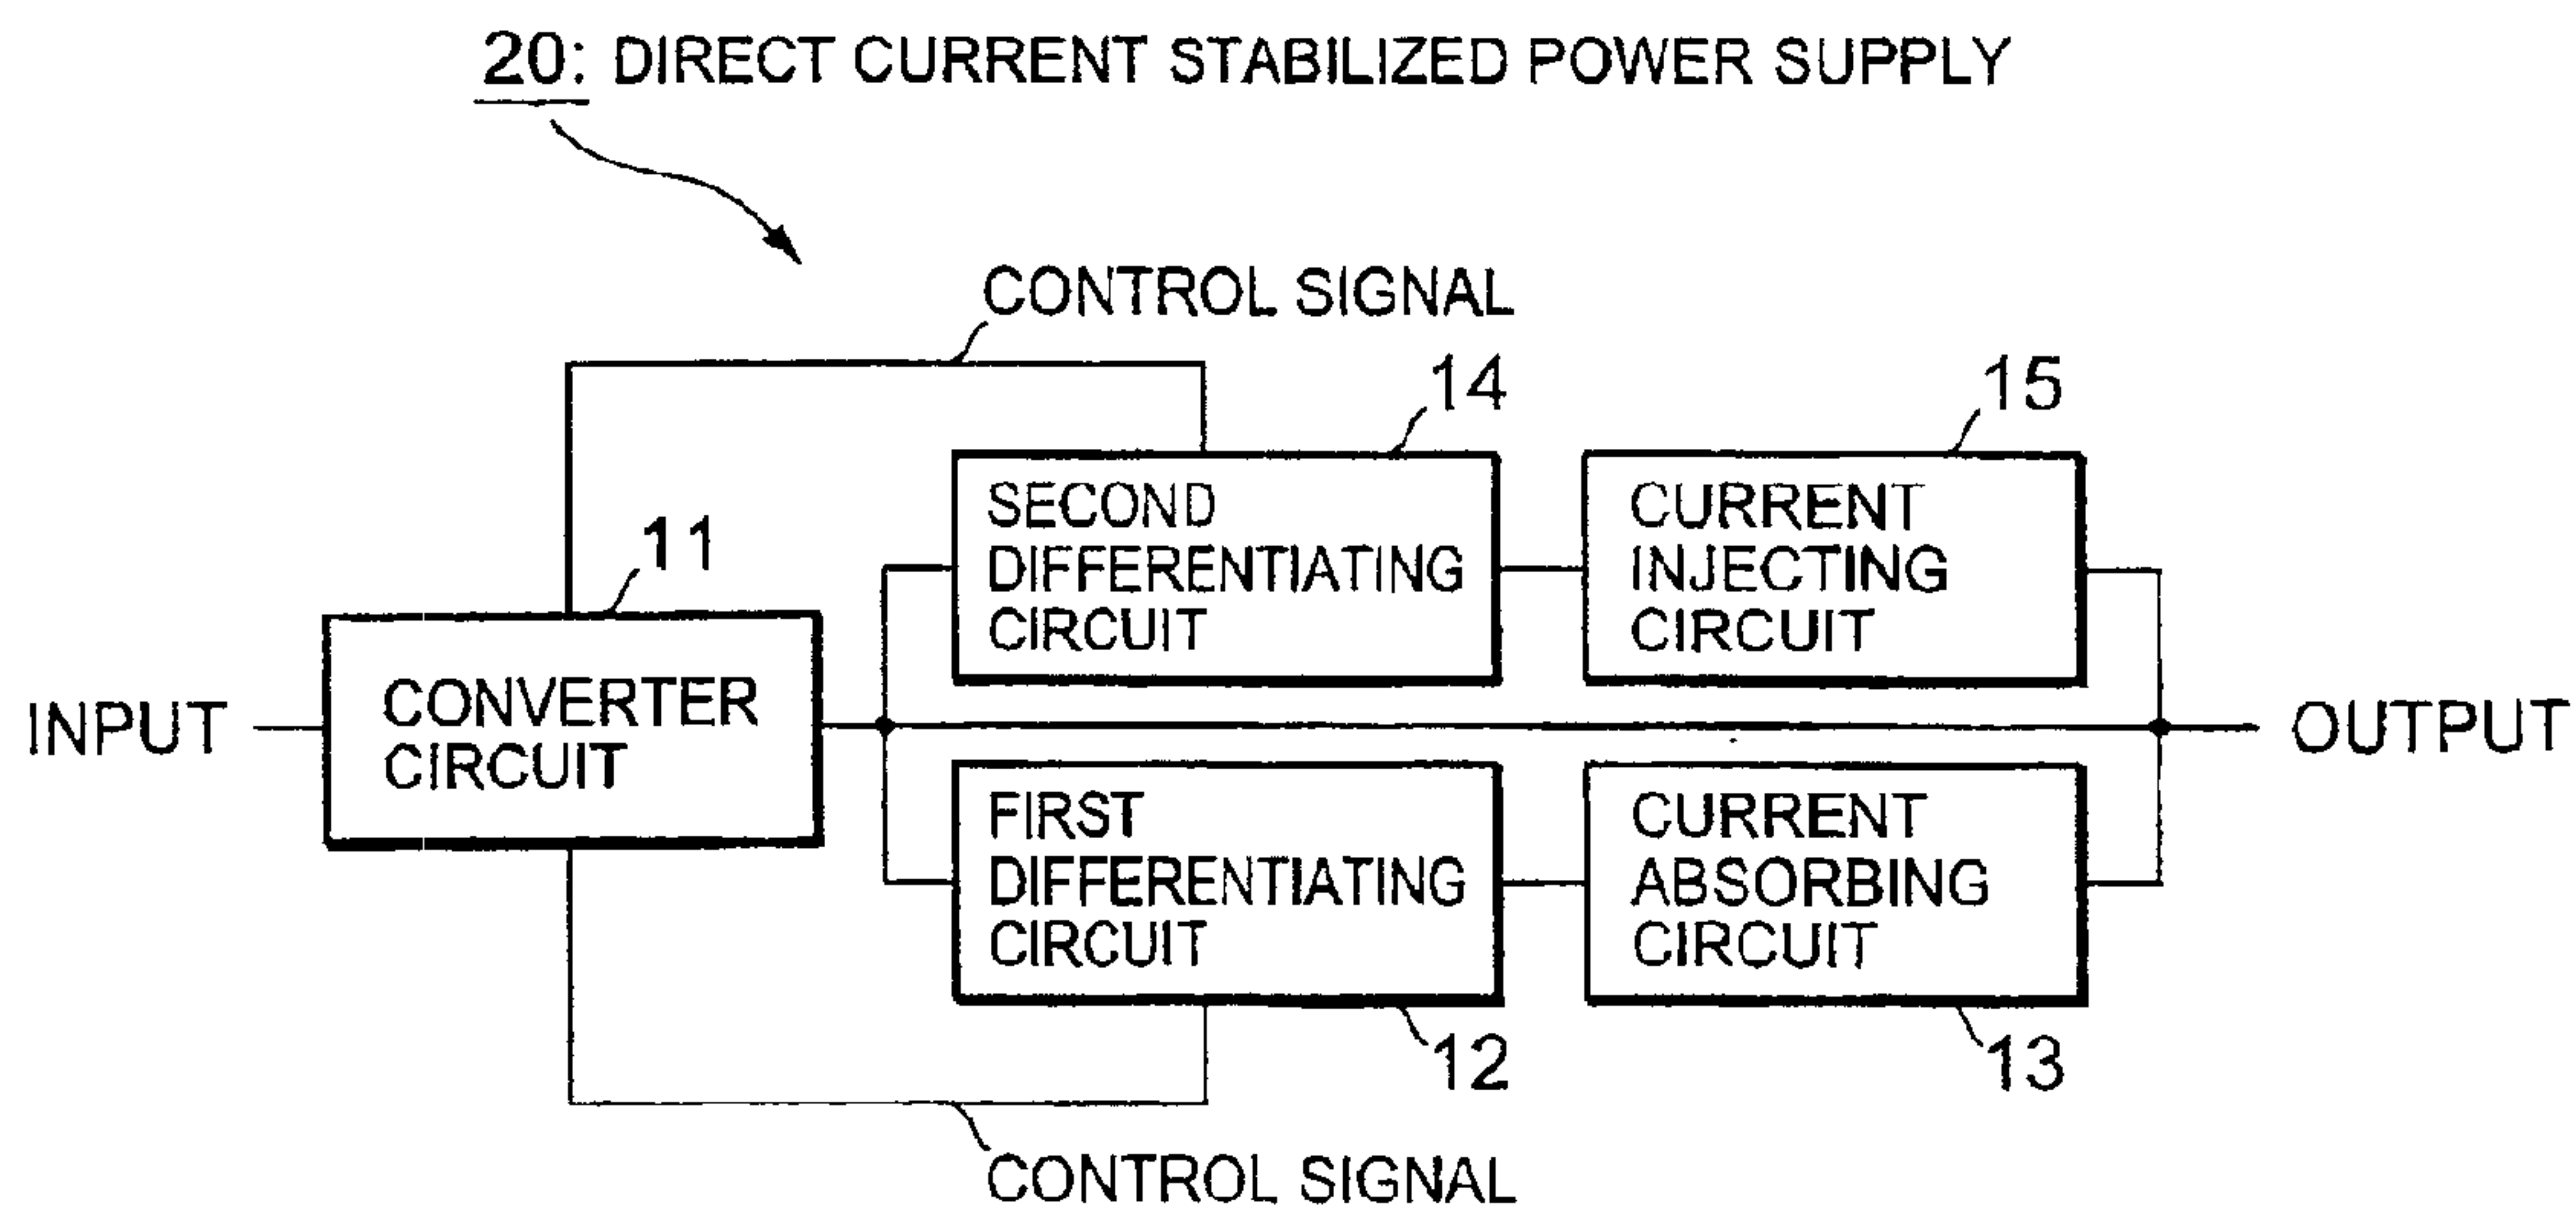 20: DIRECT CURRENT STABILIZED POWER SUPPLY
CONTROL SIGNAL
14
15
SECOND
DIFFERENTIATING
CIRCUIT
CURRENT
INJECTING
CIRCUIT
11
INPUT
CONVERTER
CIRCUIT
OUTPUT
FIRST
DIFFERENTIATING
CIRCUIT
CURRENT
ABSORBING
CIRCUIT
12
13
CONTROL SIGNAL